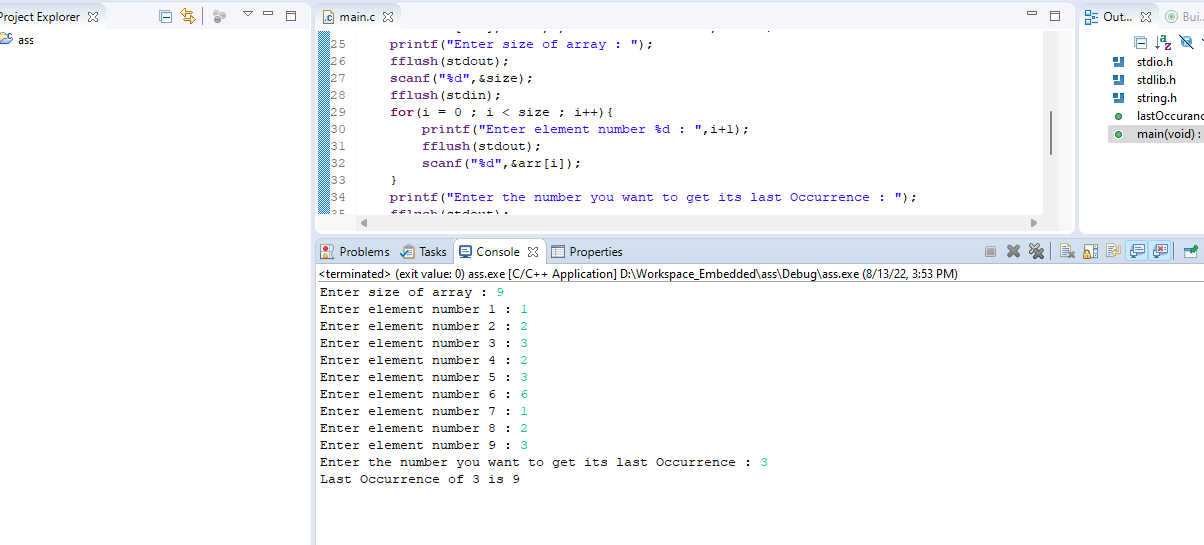 Project Explorer
ass
main.c
25 printf("Enter size of array : ");
26 fflush(stdout);
27 scanf("%d",&size);
28 fflush(stdin);
29 for(i = 0 ; i < size ; i++){
30 printf("Enter element number %d : ",i+1);
31 fflush(stdout);
32 scanf("%d",&arr[i]);
33 }
34 printf("Enter the number you want to get its last Occurrence : ");
35 fflush(stdout);
Out... Bui...
stdio.h
stdlib.h
string.h
lastOccuranc
main(void) :
Problems Tasks Console Properties
<terminated> (exit value: 0) ass.exe [C/C++ Application] D:\Workspace_Embedded\ass\Debug\ass.exe (8/13/22, 3:53 PM)
Enter size of array : 9
Enter element number 1 : 1
Enter element number 2 : 2
Enter element number 3 : 3
Enter element number 4 : 2
Enter element number 5 : 3
Enter element number 6 : 6
Enter element number 7 : 1
Enter element number 8 : 2
Enter element number 9 : 3
Enter the number you want to get its last Occurrence : 3
Last Occurrence of 3 is 9